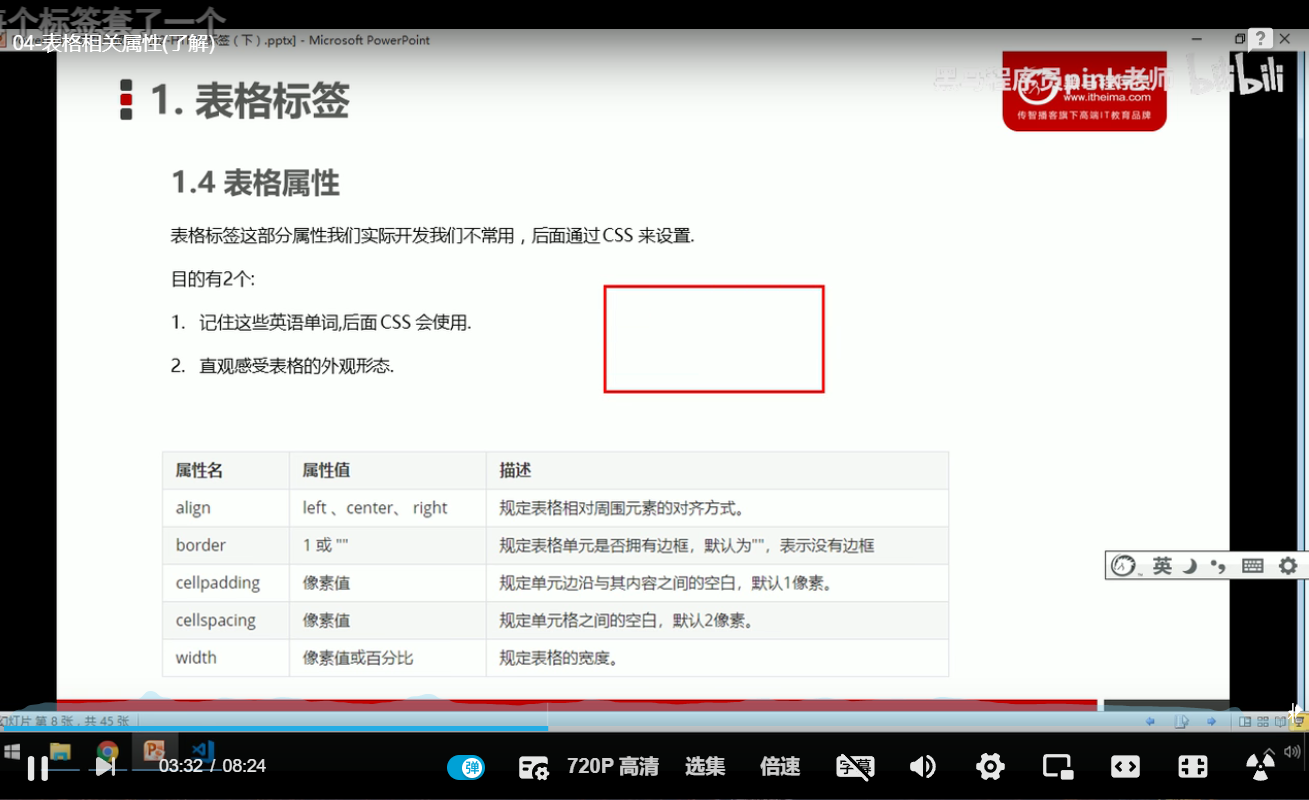 每个标签套了一个
04-表格相关属性(了解)
签（下）.pptx] - Microsoft PowerPoint
黑马程序员pink老师
bilibili
www.itheima.com
传智播客旗下高端IT教育品牌
1. 表格标签
1.4 表格属性
表格标签这部分属性我们实际开发我们不常用，后面通过CSS 来设置.
目的有2个:
1. 记住这些英语单词,后面 CSS 会使用.
2. 直观感受表格的外观形态.
属性名 属性值 描述
align left 、center、 right 规定表格相对周围元素的对齐方式。
border 1 或 "" 规定表格单元是否拥有边框，默认为""，表示没有边框
cellpadding 像素值 规定单元边沿与其内容之间的空白，默认1像素。
cellspacing 像素值 规定单元格之间的空白，默认2像素。
width 像素值或百分比 规定表格的宽度。
英
幻灯片 第 8 张，共 45 张
03:32 / 08:24
弹
720P 高清
选集
倍速
字幕